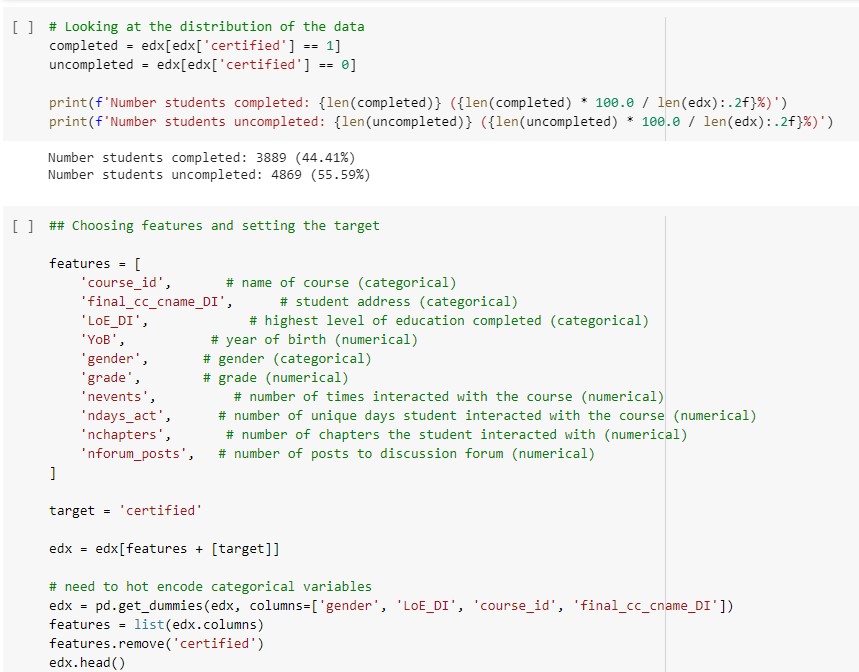 [ ] # Looking at the distribution of the data
completed = edx[edx['certified'] == 1]
uncompleted = edx[edx['certified'] == 0]
print(f'Number students completed: {len(completed)} ({len(completed) * 100.0 / len(edx):.2f}%)')
print(f'Number students uncompleted: {len(uncompleted)} ({len(uncompleted) * 100.0 / len(edx):.2f}%)')
Number students completed: 3889 (44.41%)
Number students uncompleted: 4869 (55.59%)
[ ] ## Choosing features and setting the target
features = [
'course_id', # name of course (categorical)
'final_cc_cname_DI', # student address (categorical)
'LoE_DI', # highest level of education completed (categorical)
'YoB', # year of birth (numerical)
'gender', # gender (categorical)
'grade', # grade (numerical)
'nevents', # number of times interacted with the course (numerical)
'ndays_act', # number of unique days student interacted with the course (numerical)
'nchapters', # number of chapters the student interacted with (numerical)
'nforum_posts', # number of posts to discussion forum (numerical)
]
target = 'certified'
edx = edx[features + [target]]
# need to hot encode categorical variables
edx = pd.get_dummies(edx, columns=['gender', 'LoE_DI', 'course_id', 'final_cc_cname_DI'])
features = list(edx.columns)
features.remove('certified')
edx.head()